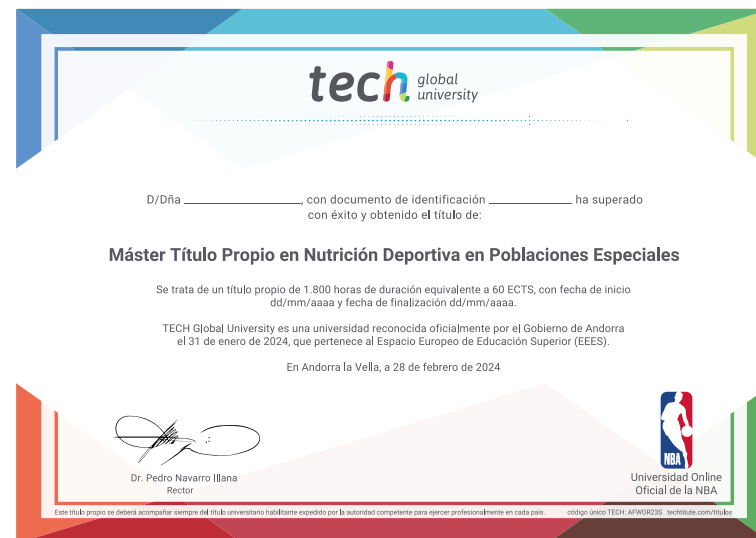 tech global
university
D/Dña ____________________, con documento de identificación ______________ ha superado
con éxito y obtenido el título de:
Máster Título Propio en Nutrición Deportiva en Poblaciones Especiales
Se trata de un título propio de 1.800 horas de duración equivalente a 60 ECTS, con fecha de inicio
dd/mm/aaaa y fecha de finalización dd/mm/aaaa.
TECH Global University es una universidad reconocida oficialmente por el Gobierno de Andorra
el 31 de enero de 2024, que pertenece al Espacio Europeo de Educación Superior (EEES).
En Andorra la Vella, a 28 de febrero de 2024
Dr. Pedro Navarro Illana
Rector
NBA
Universidad Online
Oficial de la NBA
Este título propio se deberá acompañar siempre del título universitario habilitante expedido por la autoridad competente para ejercer profesionalmente en cada país. código único TECH: AFWOR23S techtitute.com/titulos